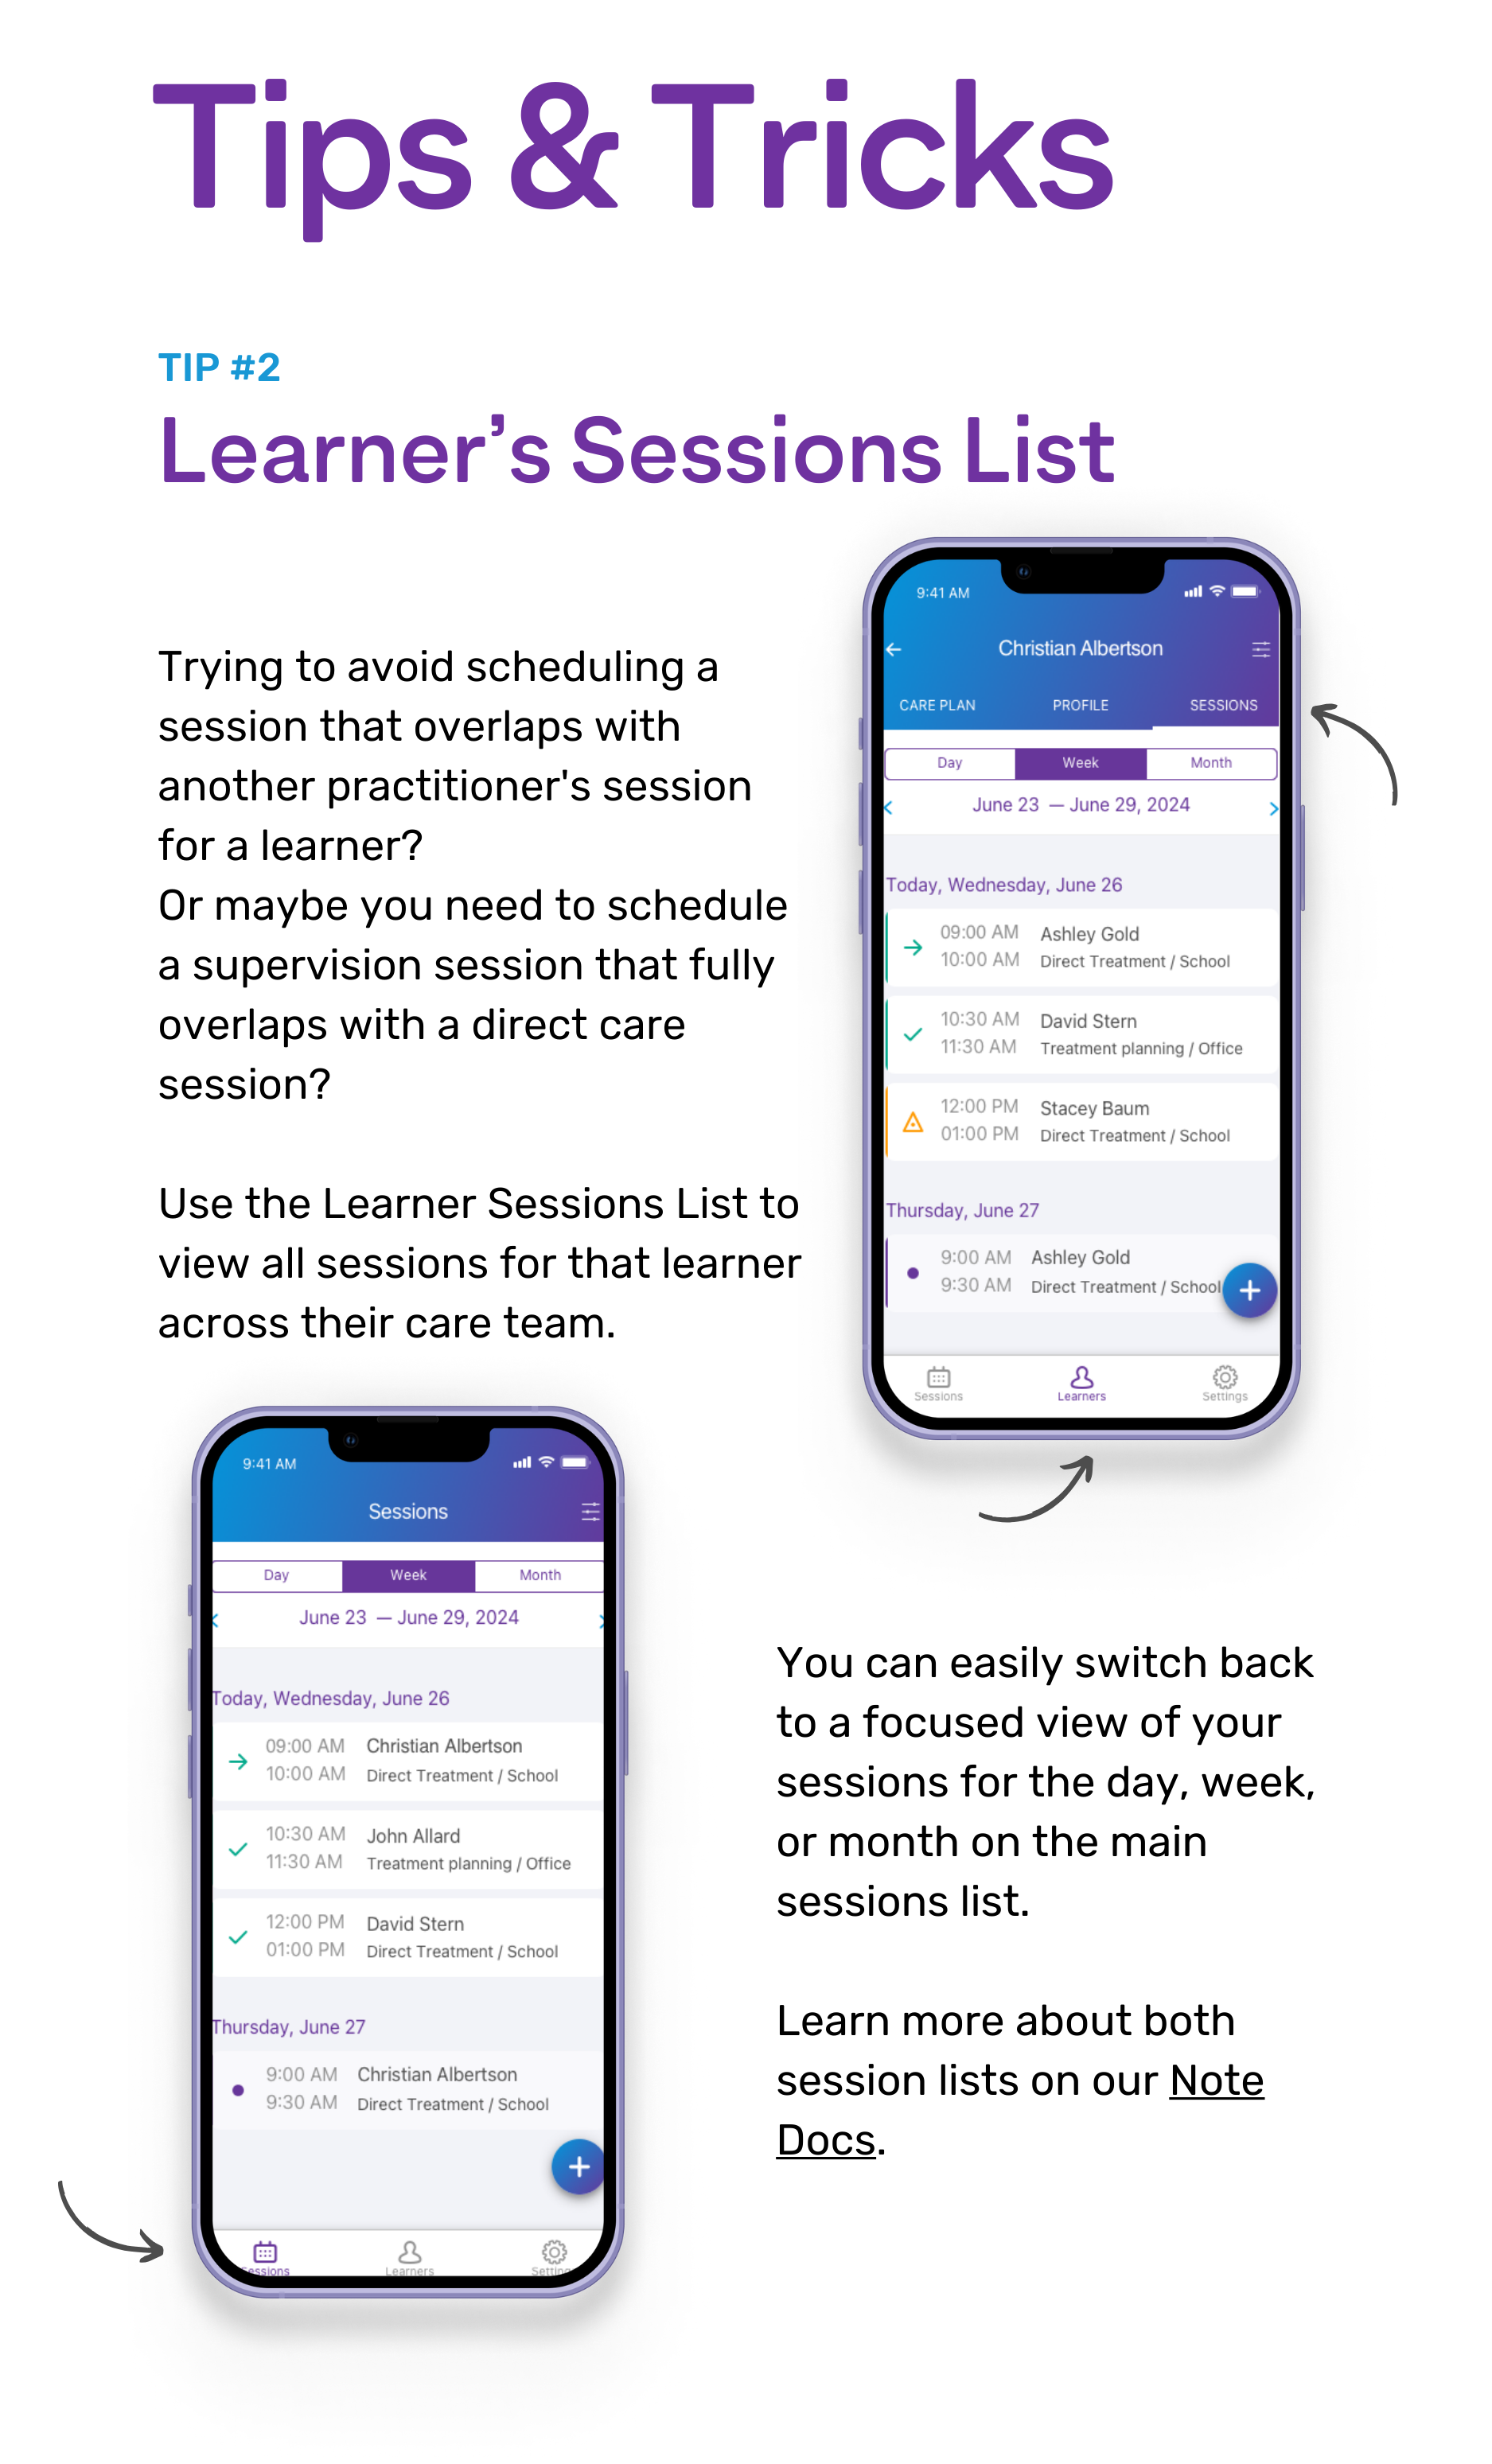 Tips & Tricks
TIP #2
Learner’s Sessions List
Trying to avoid scheduling a
session that overlaps with
another practitioner's session
for a learner?
Or maybe you need to schedule
a supervision session that fully
overlaps with a direct care
session?
Use the Learner Sessions List to
view all sessions for that learner
across their care team.
9:41 AM
Christian Albertson
CARE PLAN PROFILE SESSIONS
Day Week Month
June 23 — June 29, 2024
Today, Wednesday, June 26
09:00 AM Ashley Gold
10:00 AM Direct Treatment / School
10:30 AM David Stern
11:30 AM Treatment planning / Office
12:00 PM Stacey Baum
01:00 PM Direct Treatment / School
Thursday, June 27
9:00 AM Ashley Gold
9:30 AM Direct Treatment / School
Sessions Learners Settings
9:41 AM
Sessions
Day Week Month
June 23 — June 29, 2024
Today, Wednesday, June 26
09:00 AM Christian Albertson
10:00 AM Direct Treatment / School
10:30 AM John Allard
11:30 AM Treatment planning / Office
12:00 PM David Stern
01:00 PM Direct Treatment / School
Thursday, June 27
9:00 AM Christian Albertson
9:30 AM Direct Treatment / School
Sessions Learners Settings
You can easily switch back
to a focused view of your
sessions for the day, week,
or month on the main
sessions list.
Learn more about both
session lists on our Note
Docs.